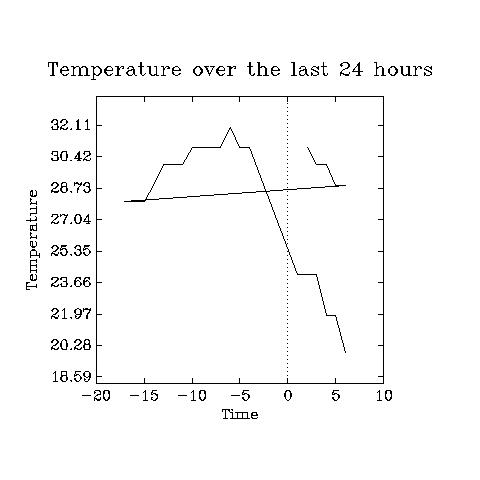 Temperature over the last 24 hours
32.11
30.42
28.73
27.04
25.35
23.66
21.97
20.28
18.59
Temperature
-20 -15 -10 -5 0 5 10
Time